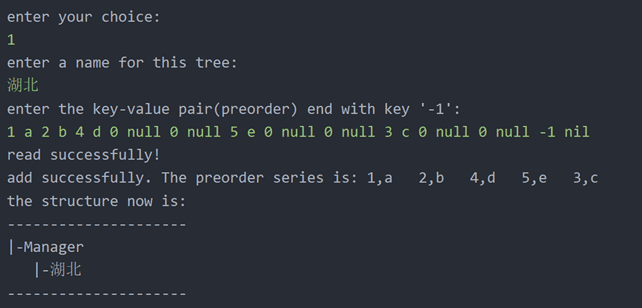 enter your choice:
1
enter a name for this tree:
湖北
enter the key-value pair(preorder) end with key '-1':
1 a 2 b 4 d 0 null 0 null 5 e 0 null 0 null 3 c 0 null 0 null -1 nil
read successfully!
add successfully. The preorder series is: 1,a   2,b   4,d   5,e   3,c
the structure now is:
---------------------
|-Manager
   |-湖北
---------------------